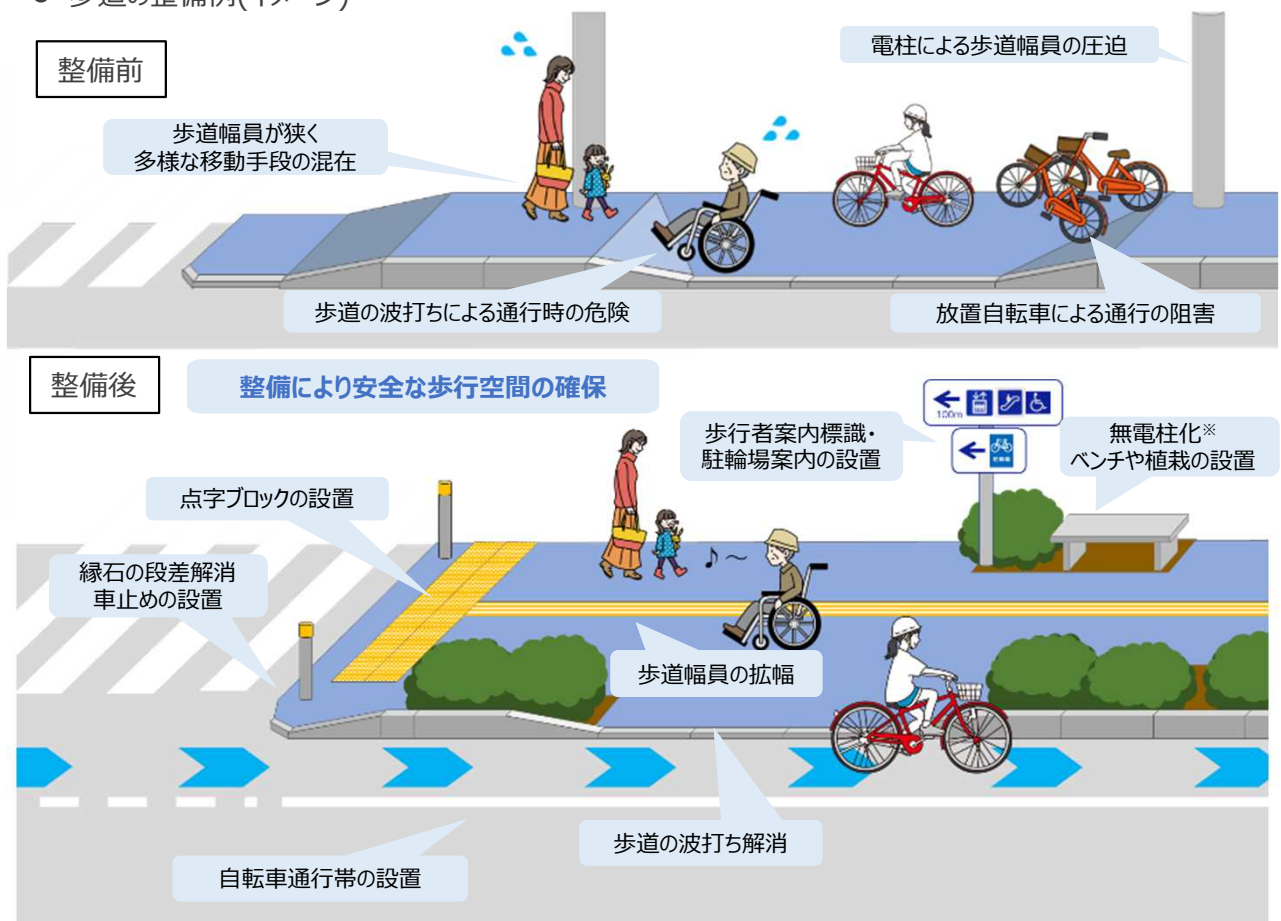 ● 歩道の整備例(イメージ)
整備前
電柱による歩道幅員の圧迫
歩道幅員が狭く
多様な移動手段の混在
歩道の波打ちによる通行時の危険
放置自転車による通行の阻害
整備後
整備により安全な歩行空間の確保
100m
歩行者案内標識・
駐輪場案内の設置
無電柱化※
ベンチや植栽の設置
点字ブロックの設置
縁石の段差解消
車止めの設置
歩道幅員の拡幅
歩道の波打ち解消
自転車通行帯の設置